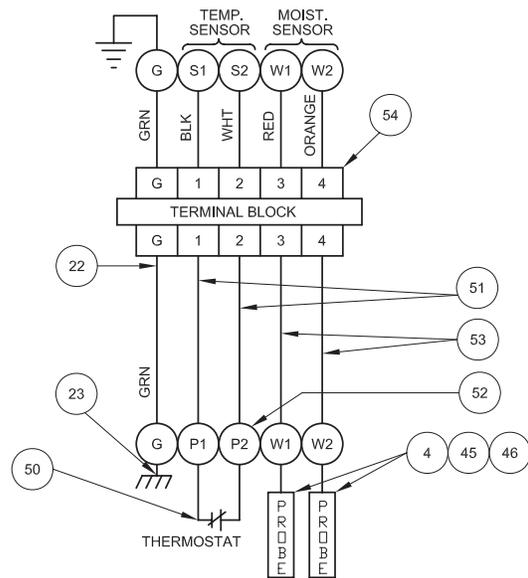 TEMP. SENSOR
MOIST. SENSOR
G S1 S2 W1 W2
GRN BLK WHT RED ORANGE
54
G 1 2 3 4
TERMINAL BLOCK
G 1 2 3 4
22
51
53
GRN
23
52
G P1 P2 W1 W2
50
4 45 46
THERMOSTAT
PROBE PROBE